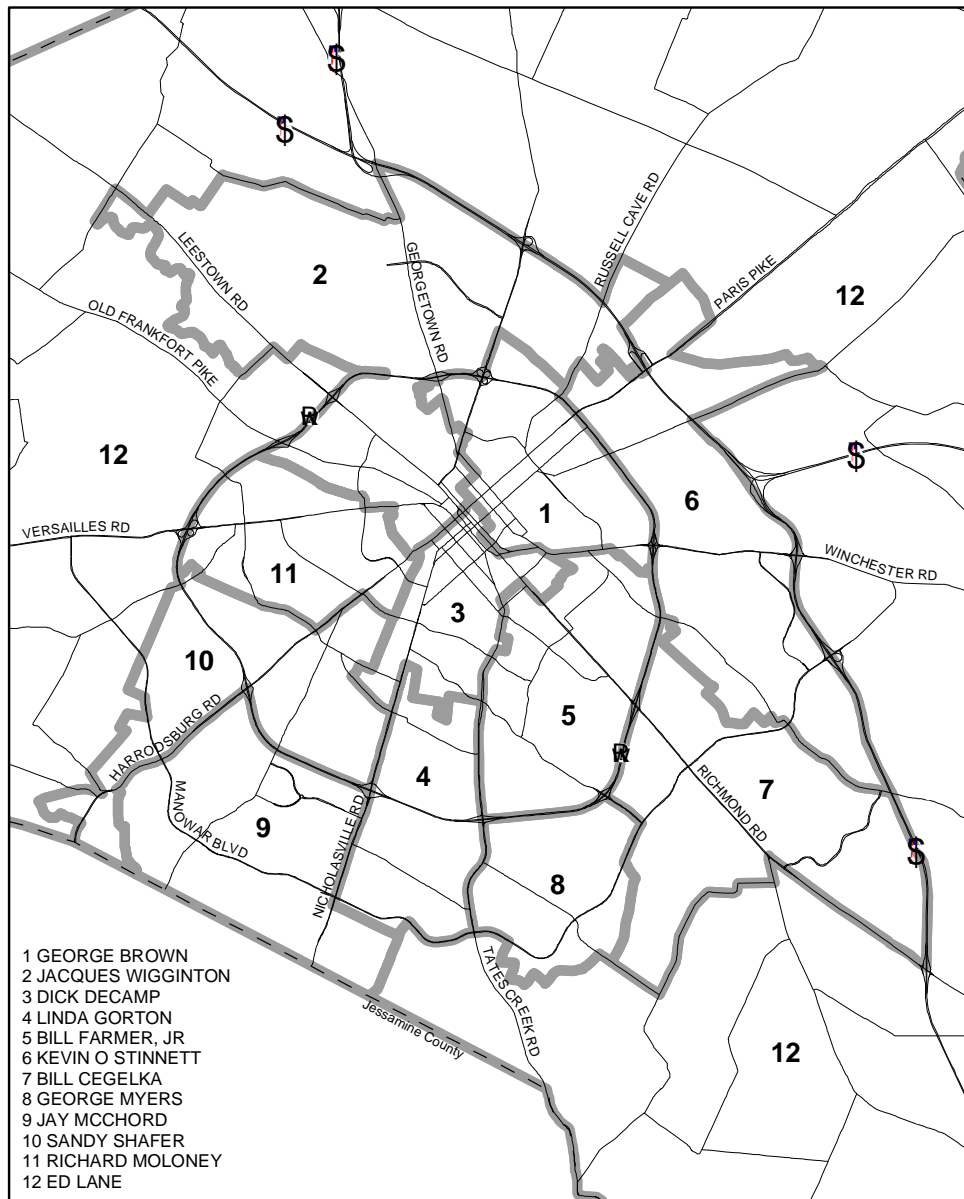 $
$
RUSSELL CAVE RD
LEESTOWN RD
GEORGETOWN RD
2
PARIS PIKE
12
OLD FRANKFORT PIKE
12
$
6
1
VERSAILLES RD
WINCHESTER RD
11
3
10
5
HARRODSBURG RD
4
RICHMOND RD
7
MANOWAR BLVD
9
NICHOLASVILLE RD
$
8
TATES CREEK RD
Jessamine County
12
1 GEORGE BROWN
2 JACQUES WIGGINTON
3 DICK DECAMP
4 LINDA GORTON
5 BILL FARMER, JR
6 KEVIN O STINNETT
7 BILL CEGELKA
8 GEORGE MYERS
9 JAY MCCHORD
10 SANDY SHAFER
11 RICHARD MOLONEY
12 ED LANE